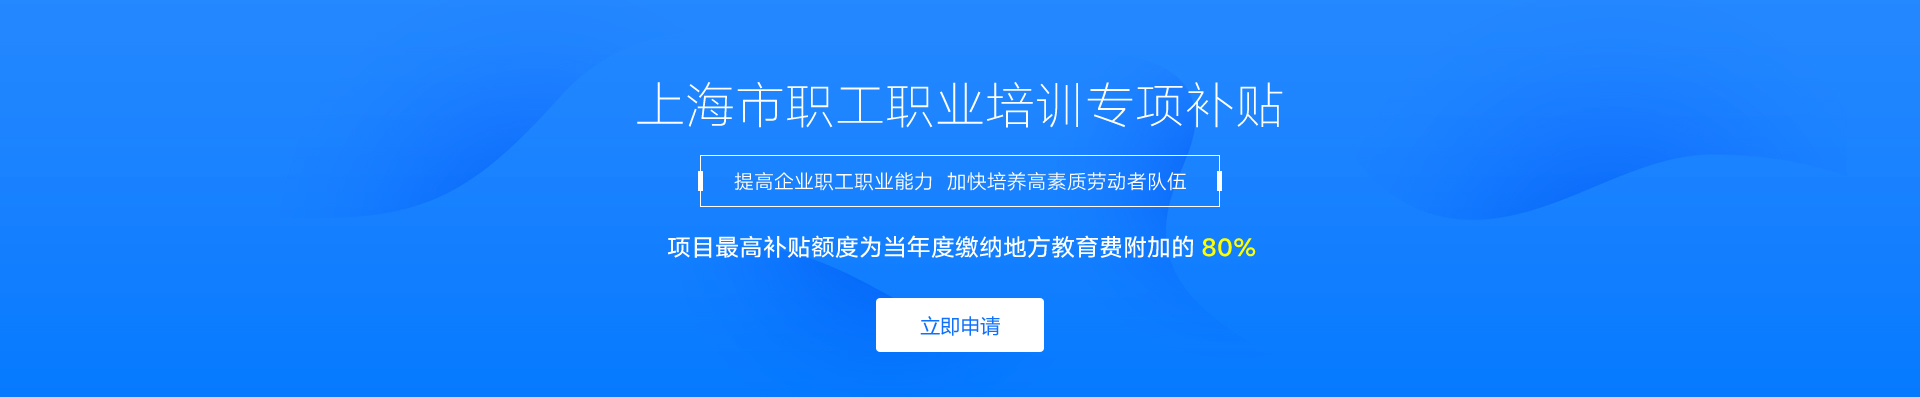 上海市职工职业培训专项补贴
提高企业职工职业能力 加快培养高素质劳动者队伍
项目最高补贴额度为当年度缴纳地方教育费附加的 80%
立即申请